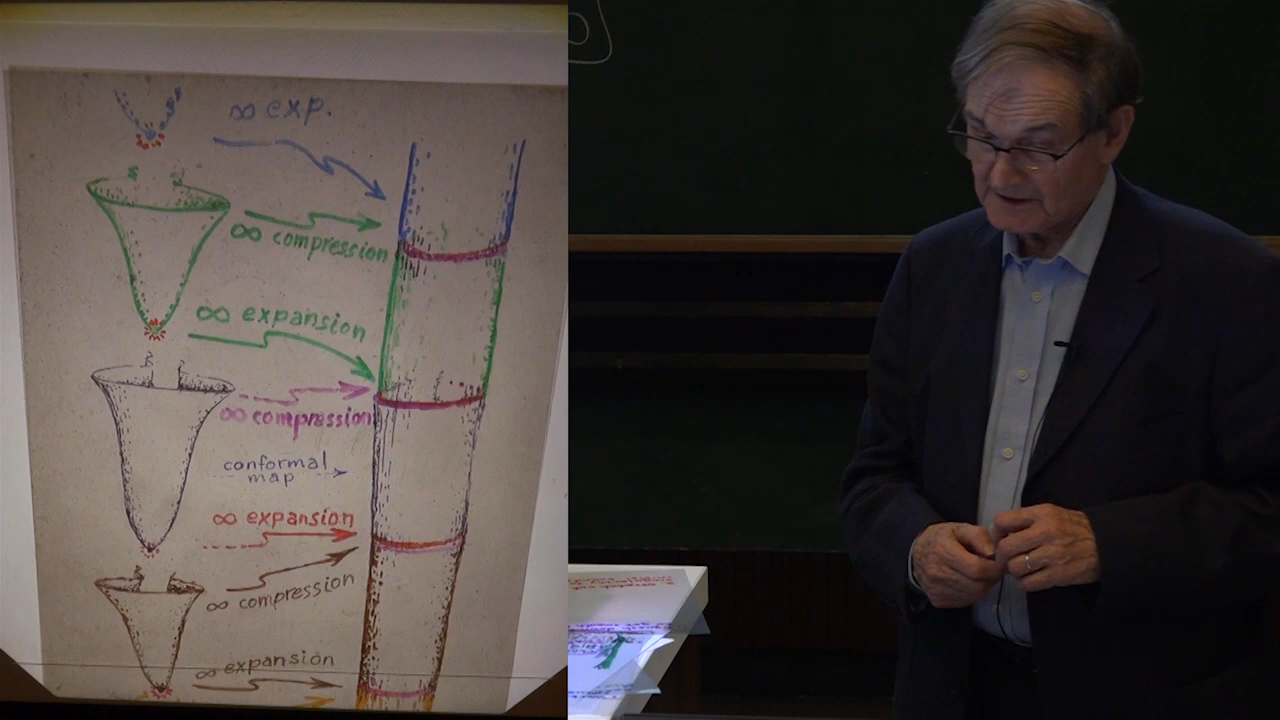 ∞ exp.
∞ compression
∞ expansion
∞ compression
conformal
map
∞ expansion
∞ compression
∞ expansion